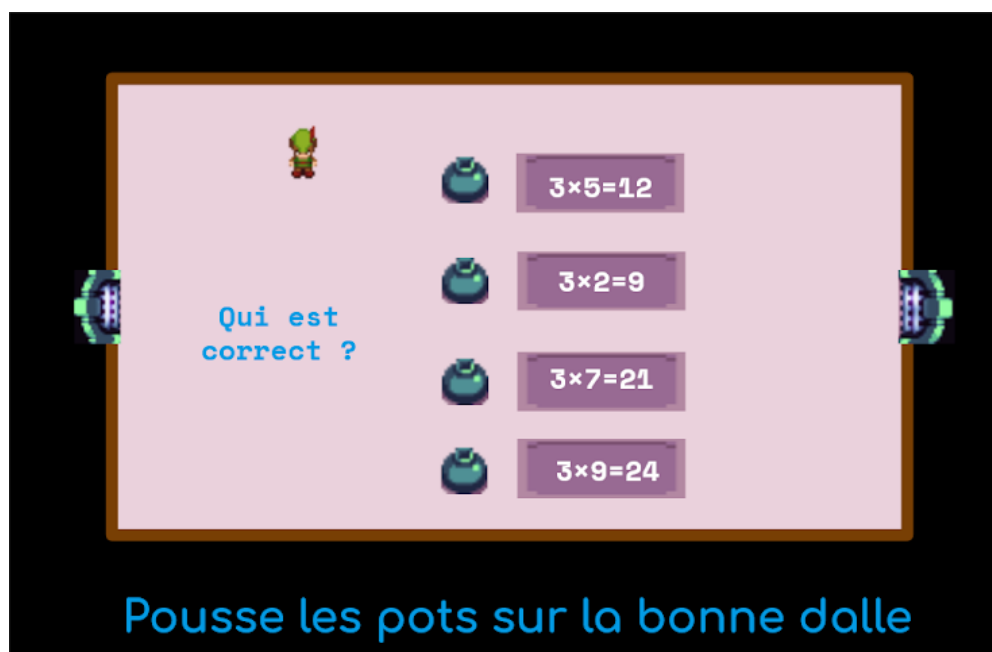 3×5=12
3×2=9
Qui est
correct ?
3×7=21
3×9=24
Pousse les pots sur la bonne dalle